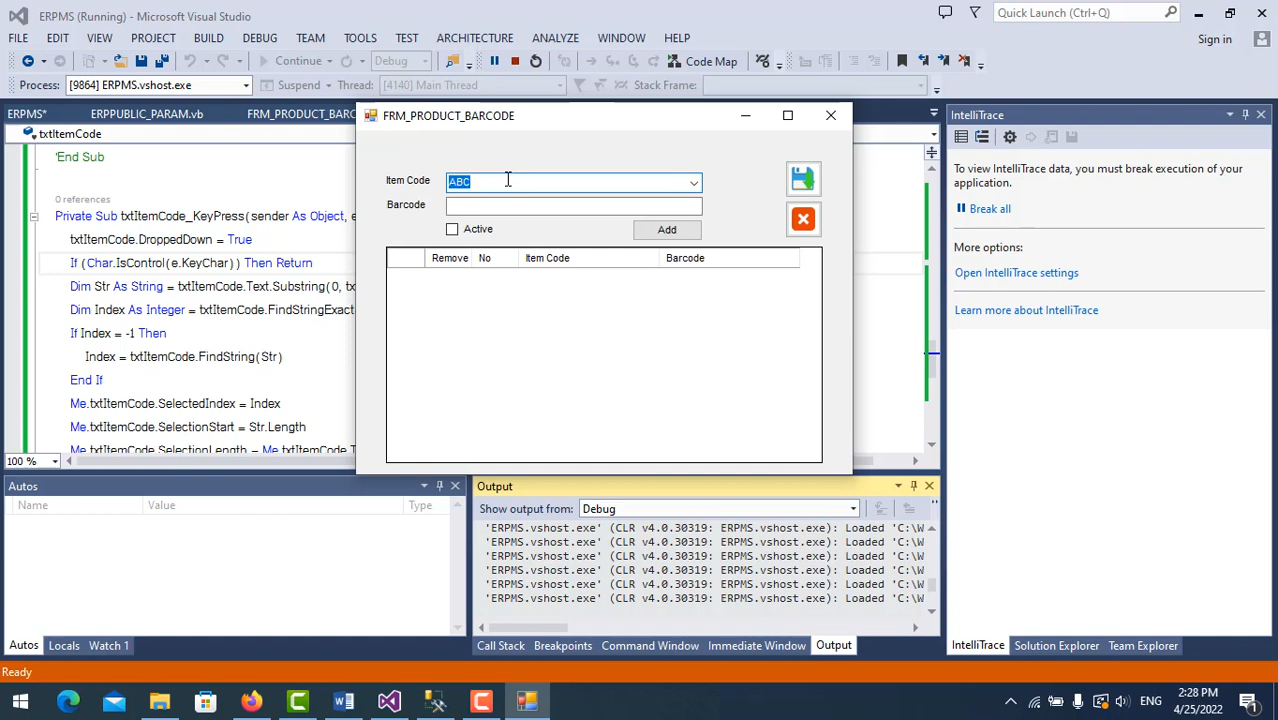 ERPMS (Running) - Microsoft Visual Studio
Quick Launch (Ctrl+Q)
FILE EDIT VIEW PROJECT BUILD DEBUG TEAM TOOLS TEST ARCHITECTURE ANALYZE WINDOW HELP
Sign in
Continue Debug Code Map
Process: [9864] ERPMS.vshost.exe Suspend Thread: [4140] Main Thread Stack Frame:
ERPMS* ERPPUBLIC_PARAM.vb FRM_PRODUCT_BARC
txtItemCode
'End Sub
0 references
Private Sub txtItemCode_KeyPress(sender As Object, e
txtItemCode.DroppedDown = True
If (Char.IsControl(e.KeyChar)) Then Return
Dim Str As String = txtItemCode.Text.Substring(0, tx
Dim Index As Integer = txtItemCode.FindStringExact
If Index = -1 Then
Index = txtItemCode.FindString(Str)
End If
Me.txtItemCode.SelectedIndex = Index
Me.txtItemCode.SelectionStart = Str.Length
Me.txtItemCode.SelectionLength = Me.txtItemCode.T
100 %
FRM_PRODUCT_BARCODE
Item Code ABC
Barcode
Active Add
Remove No Item Code Barcode
IntelliTrace
To view IntelliTrace data, you must break
your application's execution.
Break all
More options:
Open IntelliTrace settings
Learn more about IntelliTrace
Autos
Name Value Type
Autos Locals Watch 1
Output
Show output from: Debug
'ERPMS.vshost.exe' (CLR v4.0.30319: ERPMS.vshost.exe): Loaded 'C:\W
'ERPMS.vshost.exe' (CLR v4.0.30319: ERPMS.vshost.exe): Loaded 'C:\W
'ERPMS.vshost.exe' (CLR v4.0.30319: ERPMS.vshost.exe): Loaded 'C:\W
'ERPMS.vshost.exe' (CLR v4.0.30319: ERPMS.vshost.exe): Loaded 'C:\W
'ERPMS.vshost.exe' (CLR v4.0.30319: ERPMS.vshost.exe): Loaded 'C:\W
'ERPMS.vshost.exe' (CLR v4.0.30319: ERPMS.vshost.exe): Loaded 'C:\W
Call Stack Breakpoints Command Window Immediate Window Output
IntelliTrace Solution Explorer Team Explorer
Ready
ENG
2:28 PM
4/25/2022
1